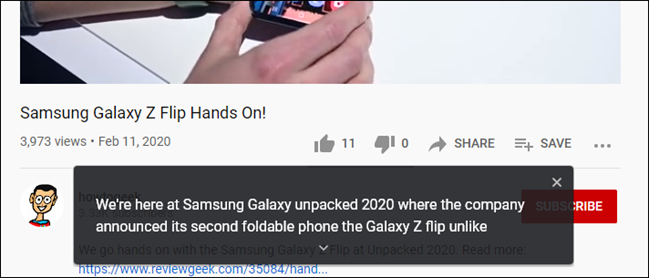 Samsung Galaxy Z Flip Hands On!
3,973 views • Feb 11, 2020
11 0 SHARE SAVE
howtogeek
SUBSCRIBE
We're here at Samsung Galaxy unpacked 2020 where the company
announced its second foldable phone the Galaxy Z flip unlike
We go hands on with the Samsung Galaxy Z Flip at Unpacked 2020. Read more:
https://www.reviewgeek.com/35084/hand...